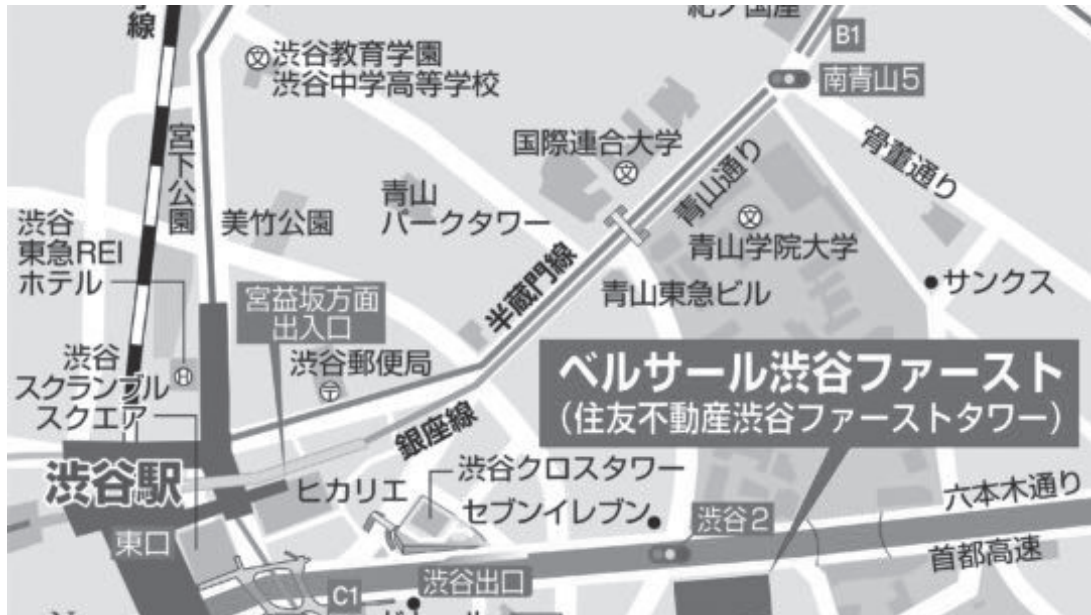 線
紀ノ国屋
B1
渋谷教育学園
渋谷中学高等学校
文
南青山5
宮下公園
国際連合大学
文
骨董通り
青山通り
青山
パークタワー
渋谷
東急REI
ホテル
美竹公園
文
青山学院大学
半蔵門線
サンクス
宮益坂方面
出入口
青山東急ビル
渋谷郵便局
〒
渋谷
スクランブル
スクエア
H
ベルサール渋谷ファースト
(住友不動産渋谷ファーストタワー)
銀座線
渋谷駅
ヒカリエ
渋谷クロスタワー
セブンイレブン
渋谷2
六本木通り
東口
首都高速
渋谷出口
C1